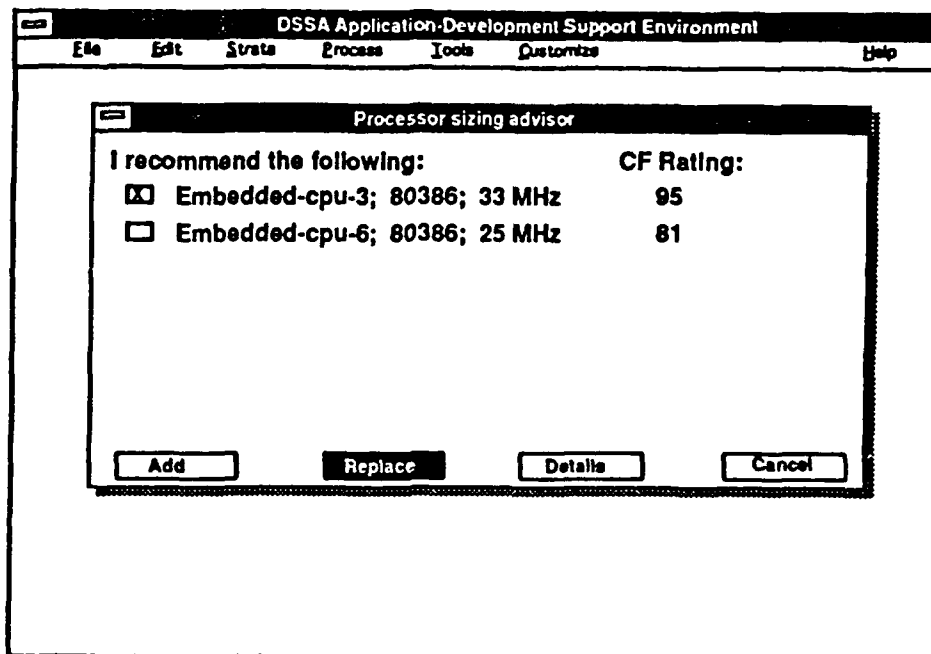 DSSA Application-Development Support Environment
File Edit Strata Process Tools Customize Help
Processor sizing advisor
I recommend the following: CF Rating:
X Embedded-cpu-3; 80386; 33 MHz 95
Embedded-cpu-6; 80386; 25 MHz 81
Add Replace Details Cancel